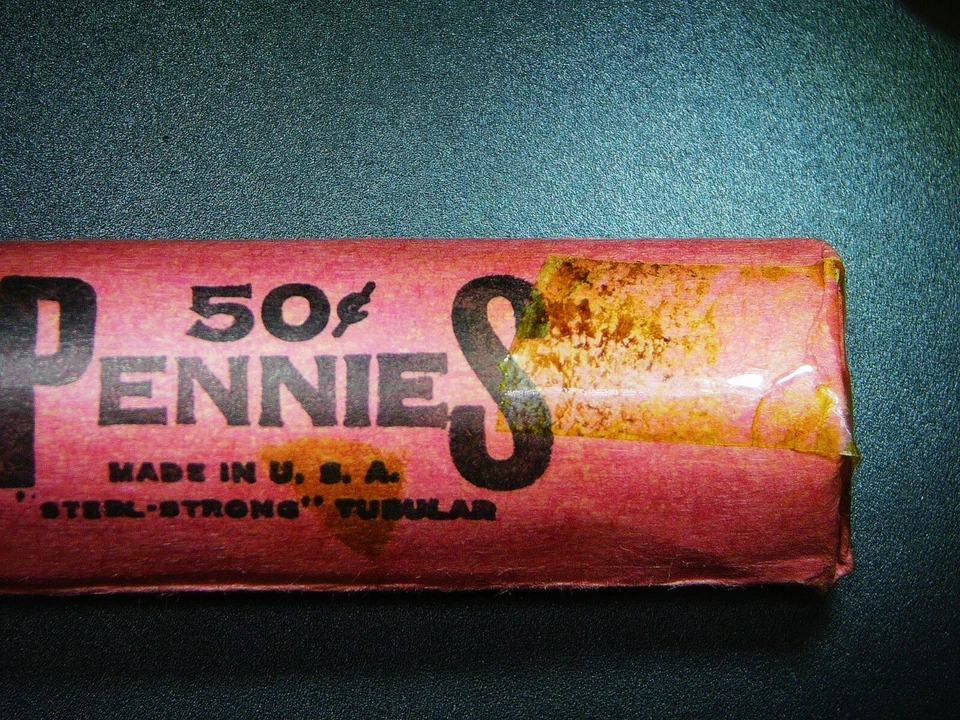 50¢
PENNIES
MADE IN U. S. A.
"STEEL-STRONG" TUBULAR